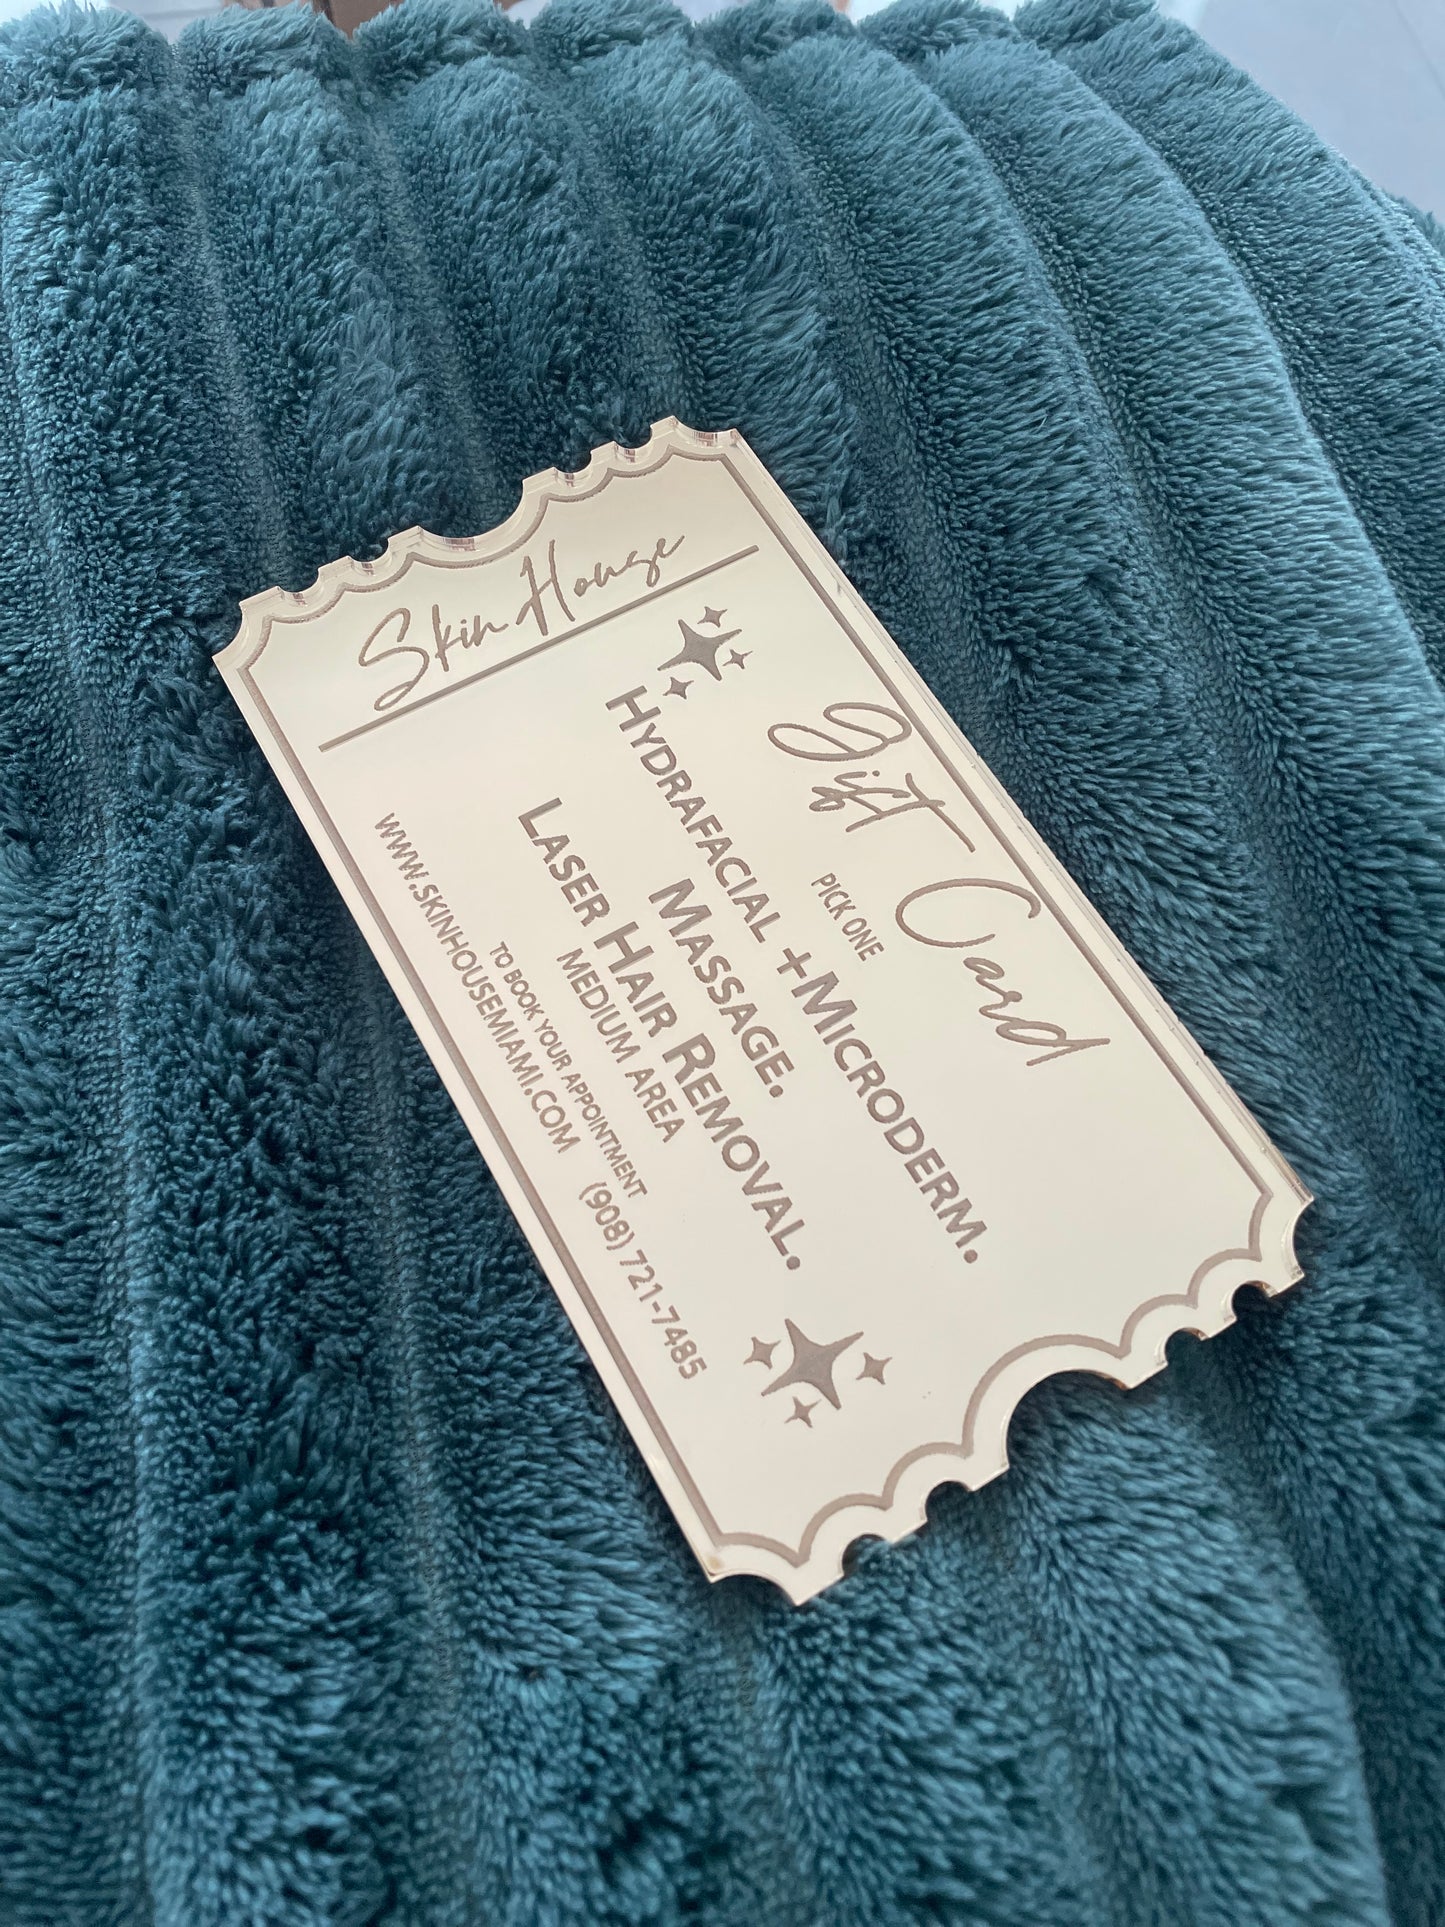 Skin House
Gift Card
PICK ONE
HYDRAFACIAL +MICRODERM.
MASSAGE.
LASER HAIR REMOVAL.
MEDIUM AREA
TO BOOK YOUR APPOINTMENT
WWW.SKINHOUSEMIAMI.COM (908) 721-7485